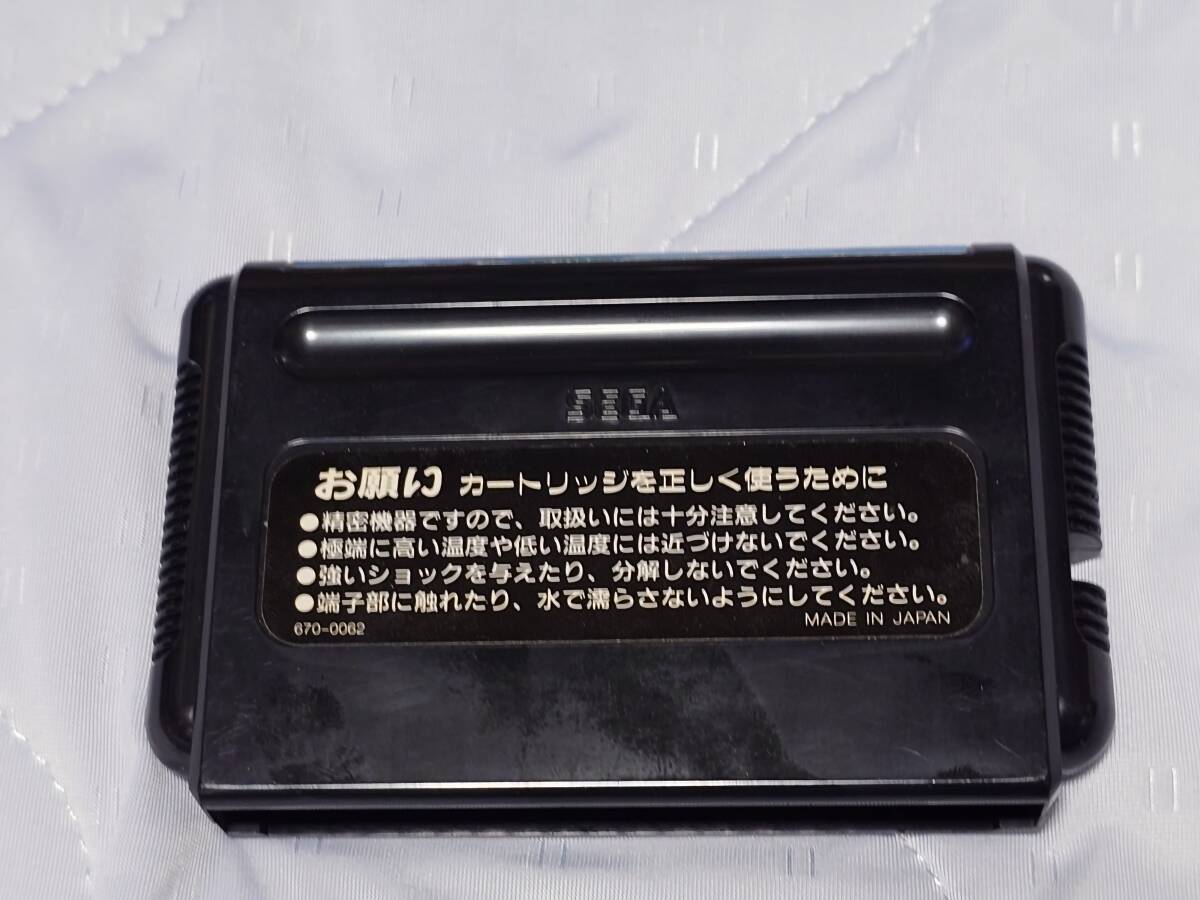 SEGA
お願い カートリッジを正しく使うために
●精密機器ですので、取扱いには十分注意してください。
●極端に高い温度や低い温度には近づけないでください。
●強いショックを与えたり、分解しないでください。
●端子部に触れたり、水で濡らさないようにしてください。
670-0062 MADE IN JAPAN